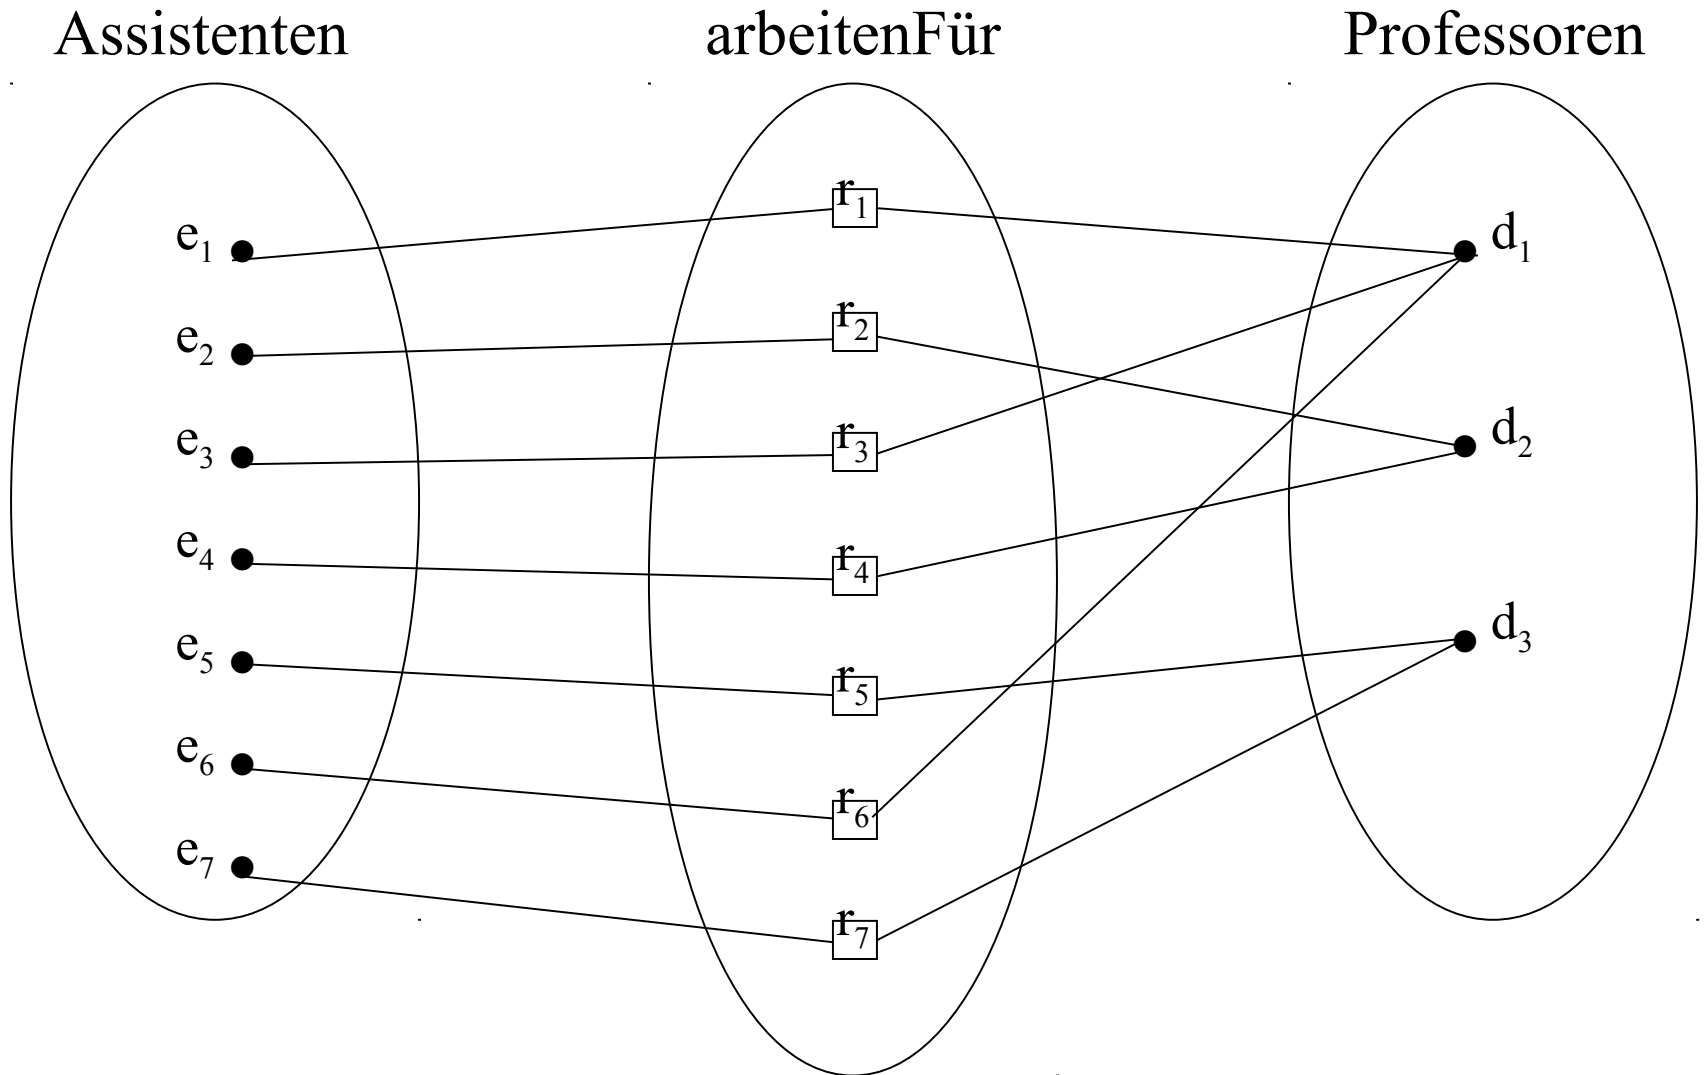 Assistenten arbeitenFür Professoren
e1 r1 d1
e2 r2
e3 r3 d2
e4 r4
e5 r5 d3
e6 r6
e7 r7